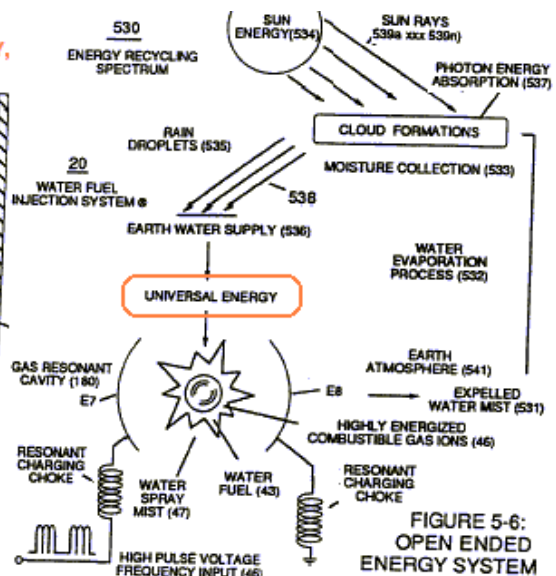 530
ENERGY RECYCLING
SPECTRUM
SUN
ENERGY(534)
SUN RAYS
539a xxx 539n)
PHOTON ENERGY
ABSORPTION (537)
CLOUD FORMATIONS
RAIN
DROPLETS (535)
MOISTURE COLLECTION (533)
538
20
WATER FUEL
INJECTION SYSTEM ®
EARTH WATER SUPPLY (536)
WATER
EVAPORATION
PROCESS (532)
UNIVERSAL ENERGY
GAS RESONANT
CAVITY (180)
E7
E8
EARTH
ATMOSPHERE (541)
EXPELLED
WATER MIST (531)
HIGHLY ENERGIZED
COMBUSTIBLE GAS IONS (46)
RESONANT
CHARGING
CHOKE
WATER
SPRAY
MIST (47)
WATER
FUEL (43)
RESONANT
CHARGING
CHOKE
HIGH PULSE VOLTAGE
FREQUENCY INPUT (46)
FIGURE 5-6:
OPEN ENDED
ENERGY SYSTEM